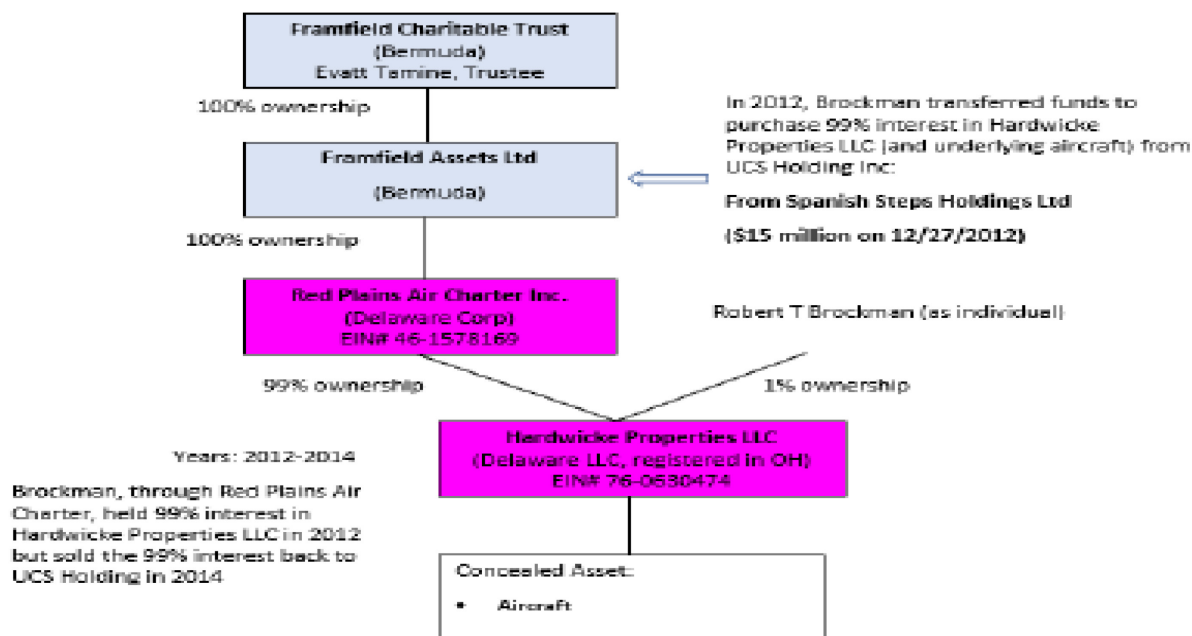 Framfield Charitable Trust
(Bermuda)
Evatt Tamine, Trustee
100% ownership
In 2012, Brockman transferred funds to
purchase 99% interest in Hardwicke
Properties LLC (and underlying aircraft) from
UCS Holding Inc:
From Spanish Steps Holdings Ltd
($15 million on 12/27/2012)
Framfield Assets Ltd
(Bermuda)
100% ownership
Red Plains Air Charter Inc.
(Delaware Corp)
EIN# 46-1578169
Robert T Brockman (as individual)
99% ownership
1% ownership
Hardwicke Properties LLC
(Delaware LLC, registered in OH)
EIN# 76-0630474
Years: 2012-2014
Brockman, through Red Plains Air
Charter, held 99% interest in
Hardwicke Properties LLC in 2012
but sold the 99% interest back to
UCS Holding in 2014
Concealed Asset:
• Aircraft